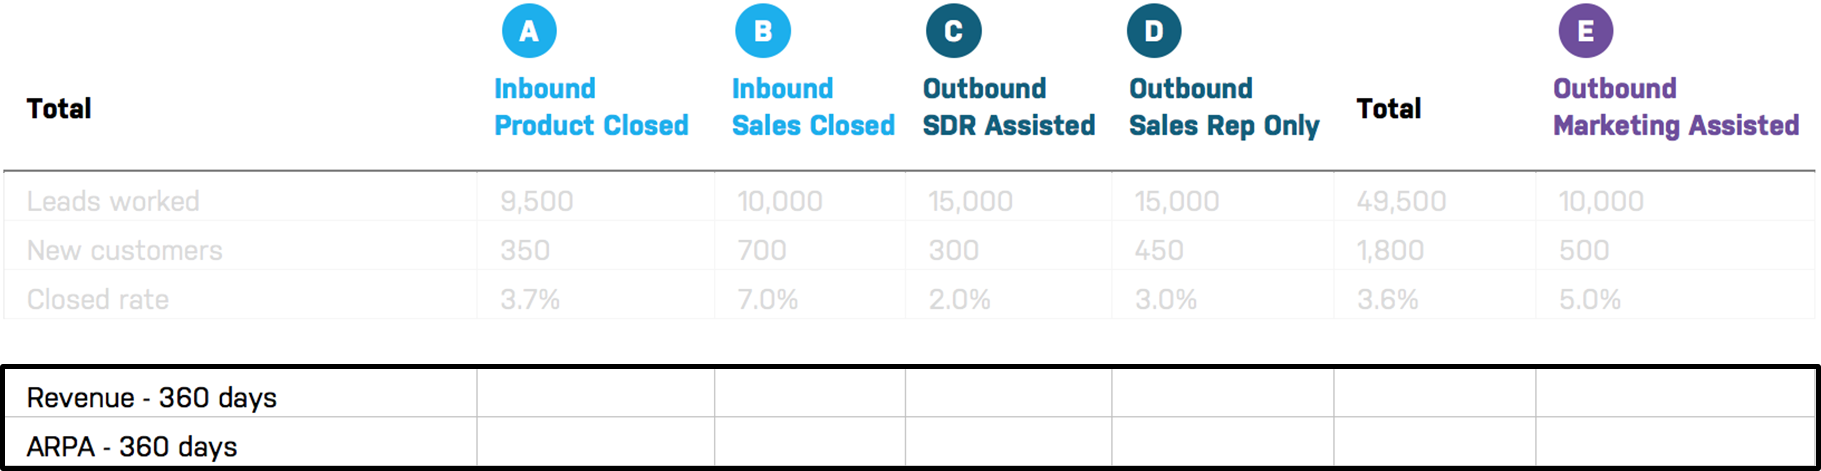 A B C D E
Total Inbound Product Closed Inbound Sales Closed Outbound SDR Assisted Outbound Sales Rep Only Total Outbound Marketing Assisted
Leads worked 9,500 10,000 15,000 15,000 49,500 10,000
New customers 350 700 300 450 1,800 500
Closed rate 3.7% 7.0% 2.0% 3.0% 3.6% 5.0%
Revenue - 360 days
ARPA - 360 days